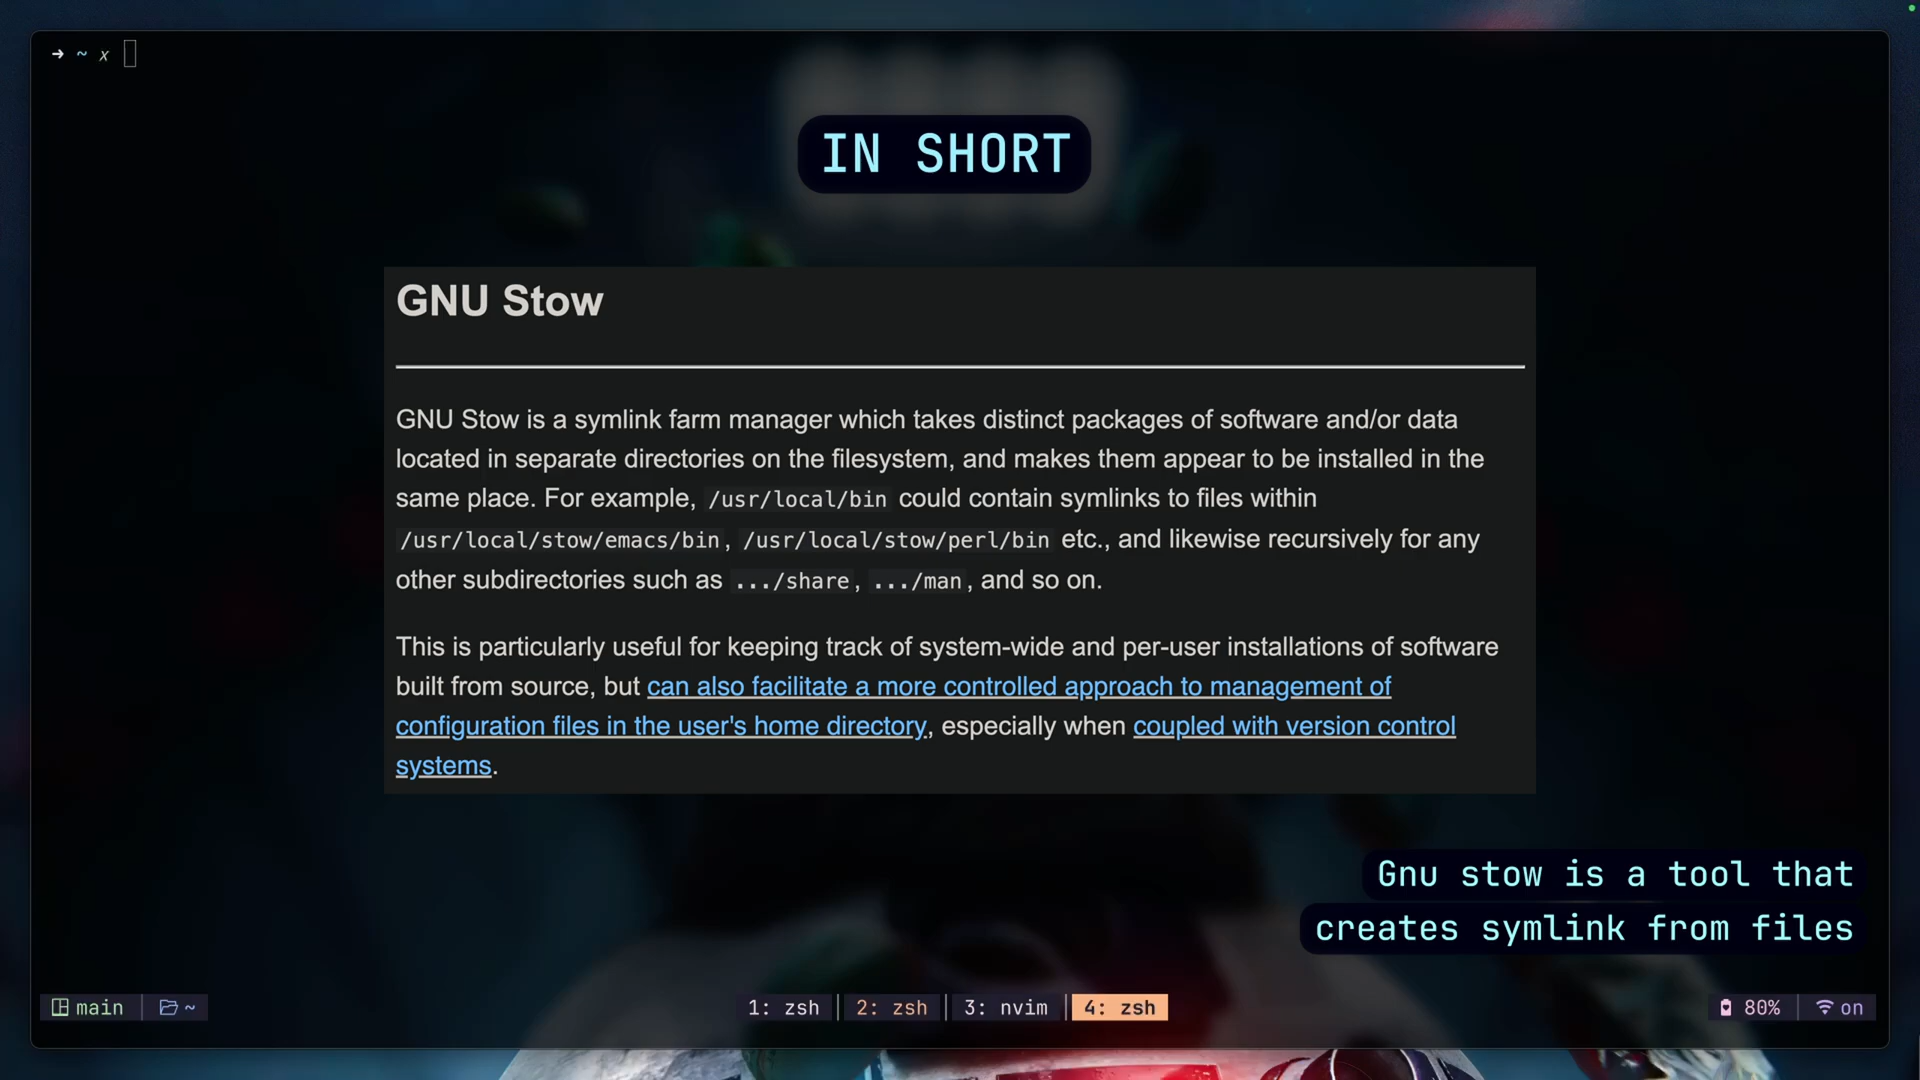 → ~ x
IN SHORT
GNU Stow
GNU Stow is a symlink farm manager which takes distinct packages of software and/or data
located in separate directories on the filesystem, and makes them appear to be installed in the
same place. For example, /usr/local/bin could contain symlinks to files within
/usr/local/stow/emacs/bin, /usr/local/stow/perl/bin etc., and likewise recursively for any
other subdirectories such as .../share, .../man, and so on.
This is particularly useful for keeping track of system-wide and per-user installations of software
built from source, but can also facilitate a more controlled approach to management of
configuration files in the user's home directory, especially when coupled with version control
systems.
Gnu stow is a tool that
creates symlink from files
main | ~ 1: zsh | 2: zsh | 3: nvim | 4: zsh 80% | on